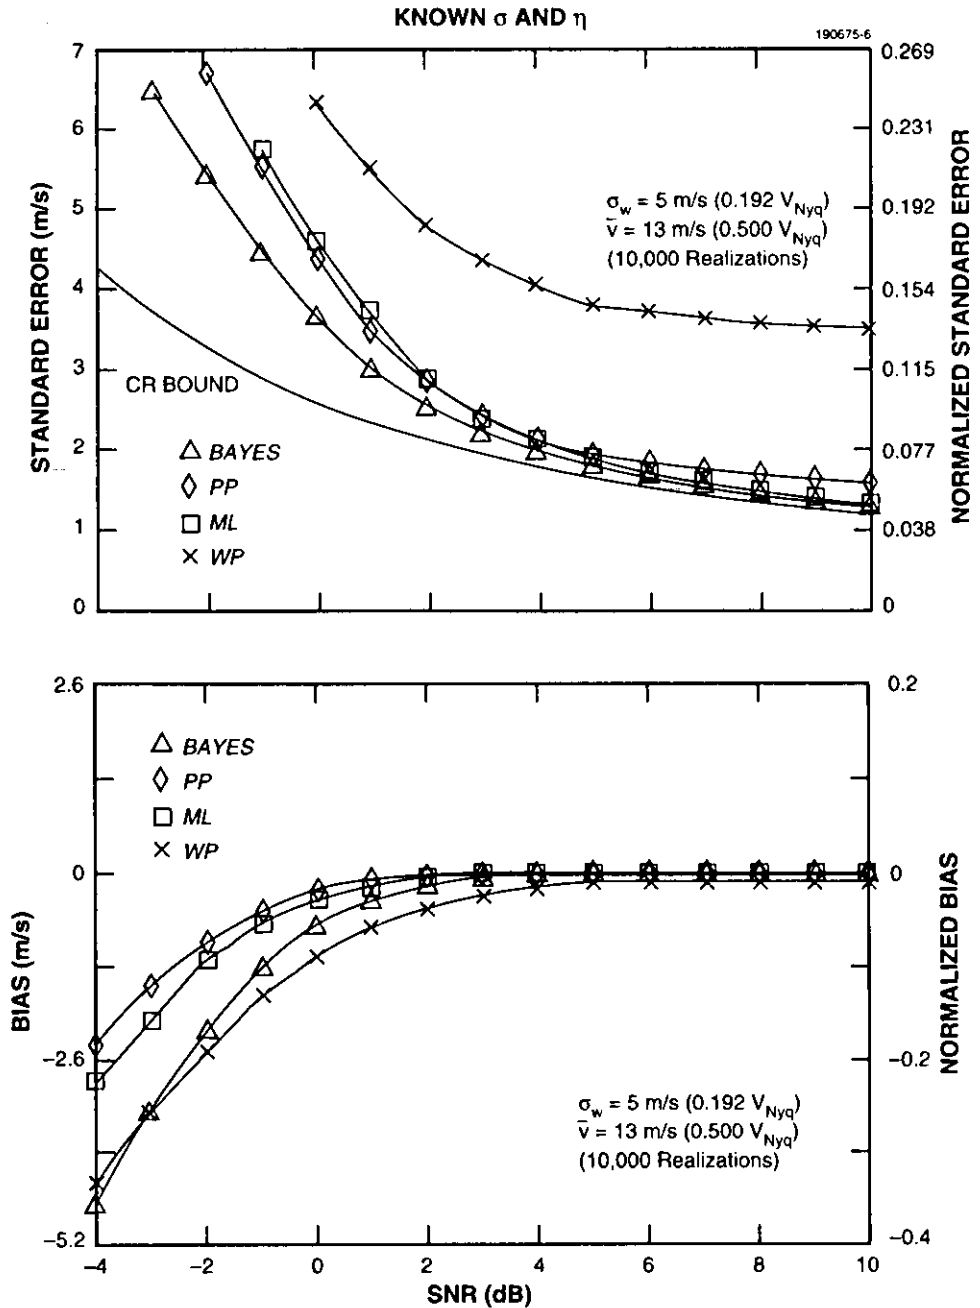 KNOWN σ AND η
190675-6
7
6
5
4
3
2
1
0
STANDARD ERROR (m/s)
0.269
0.231
0.192
0.154
0.115
0.077
0.038
0
NORMALIZED STANDARD ERROR
σw = 5 m/s (0.192 VNyq)
v̄ = 13 m/s (0.500 VNyq)
(10,000 Realizations)
CR BOUND
BAYES
PP
ML
WP
2.6
0
−2.6
−5.2
BIAS (m/s)
0.2
0
−0.2
−0.4
NORMALIZED BIAS
BAYES
PP
ML
WP
σw = 5 m/s (0.192 VNyq)
v̄ = 13 m/s (0.500 VNyq)
(10,000 Realizations)
−4 −2 0 2 4 6 8 10
SNR (dB)